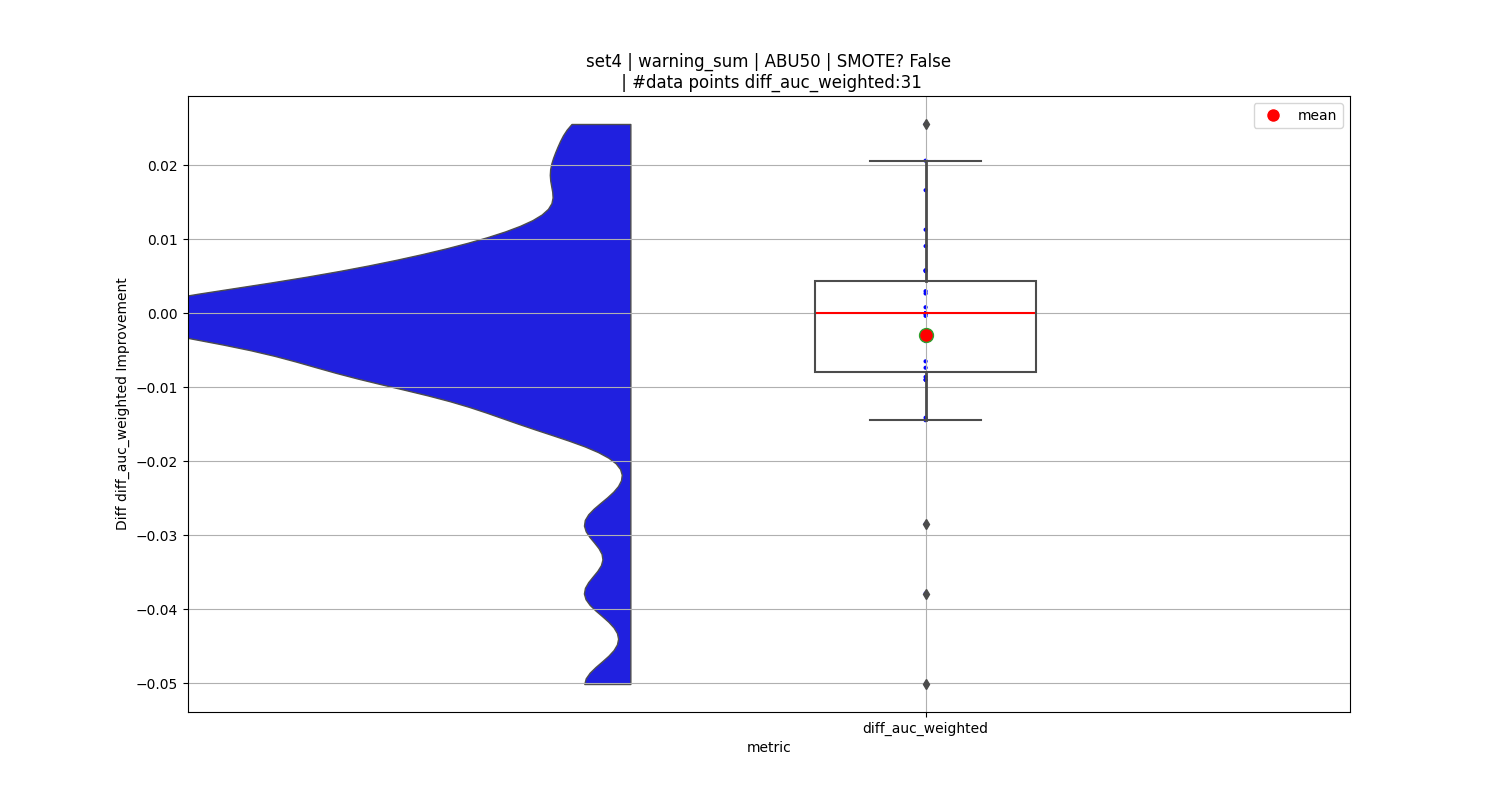 set4 | warning_sum | ABU50 | SMOTE? False
| #data points diff_auc_weighted:31
mean
0.02
0.01
0.00
−0.01
−0.02
−0.03
−0.04
−0.05
Diff diff_auc_weighted Improvement
diff_auc_weighted
metric